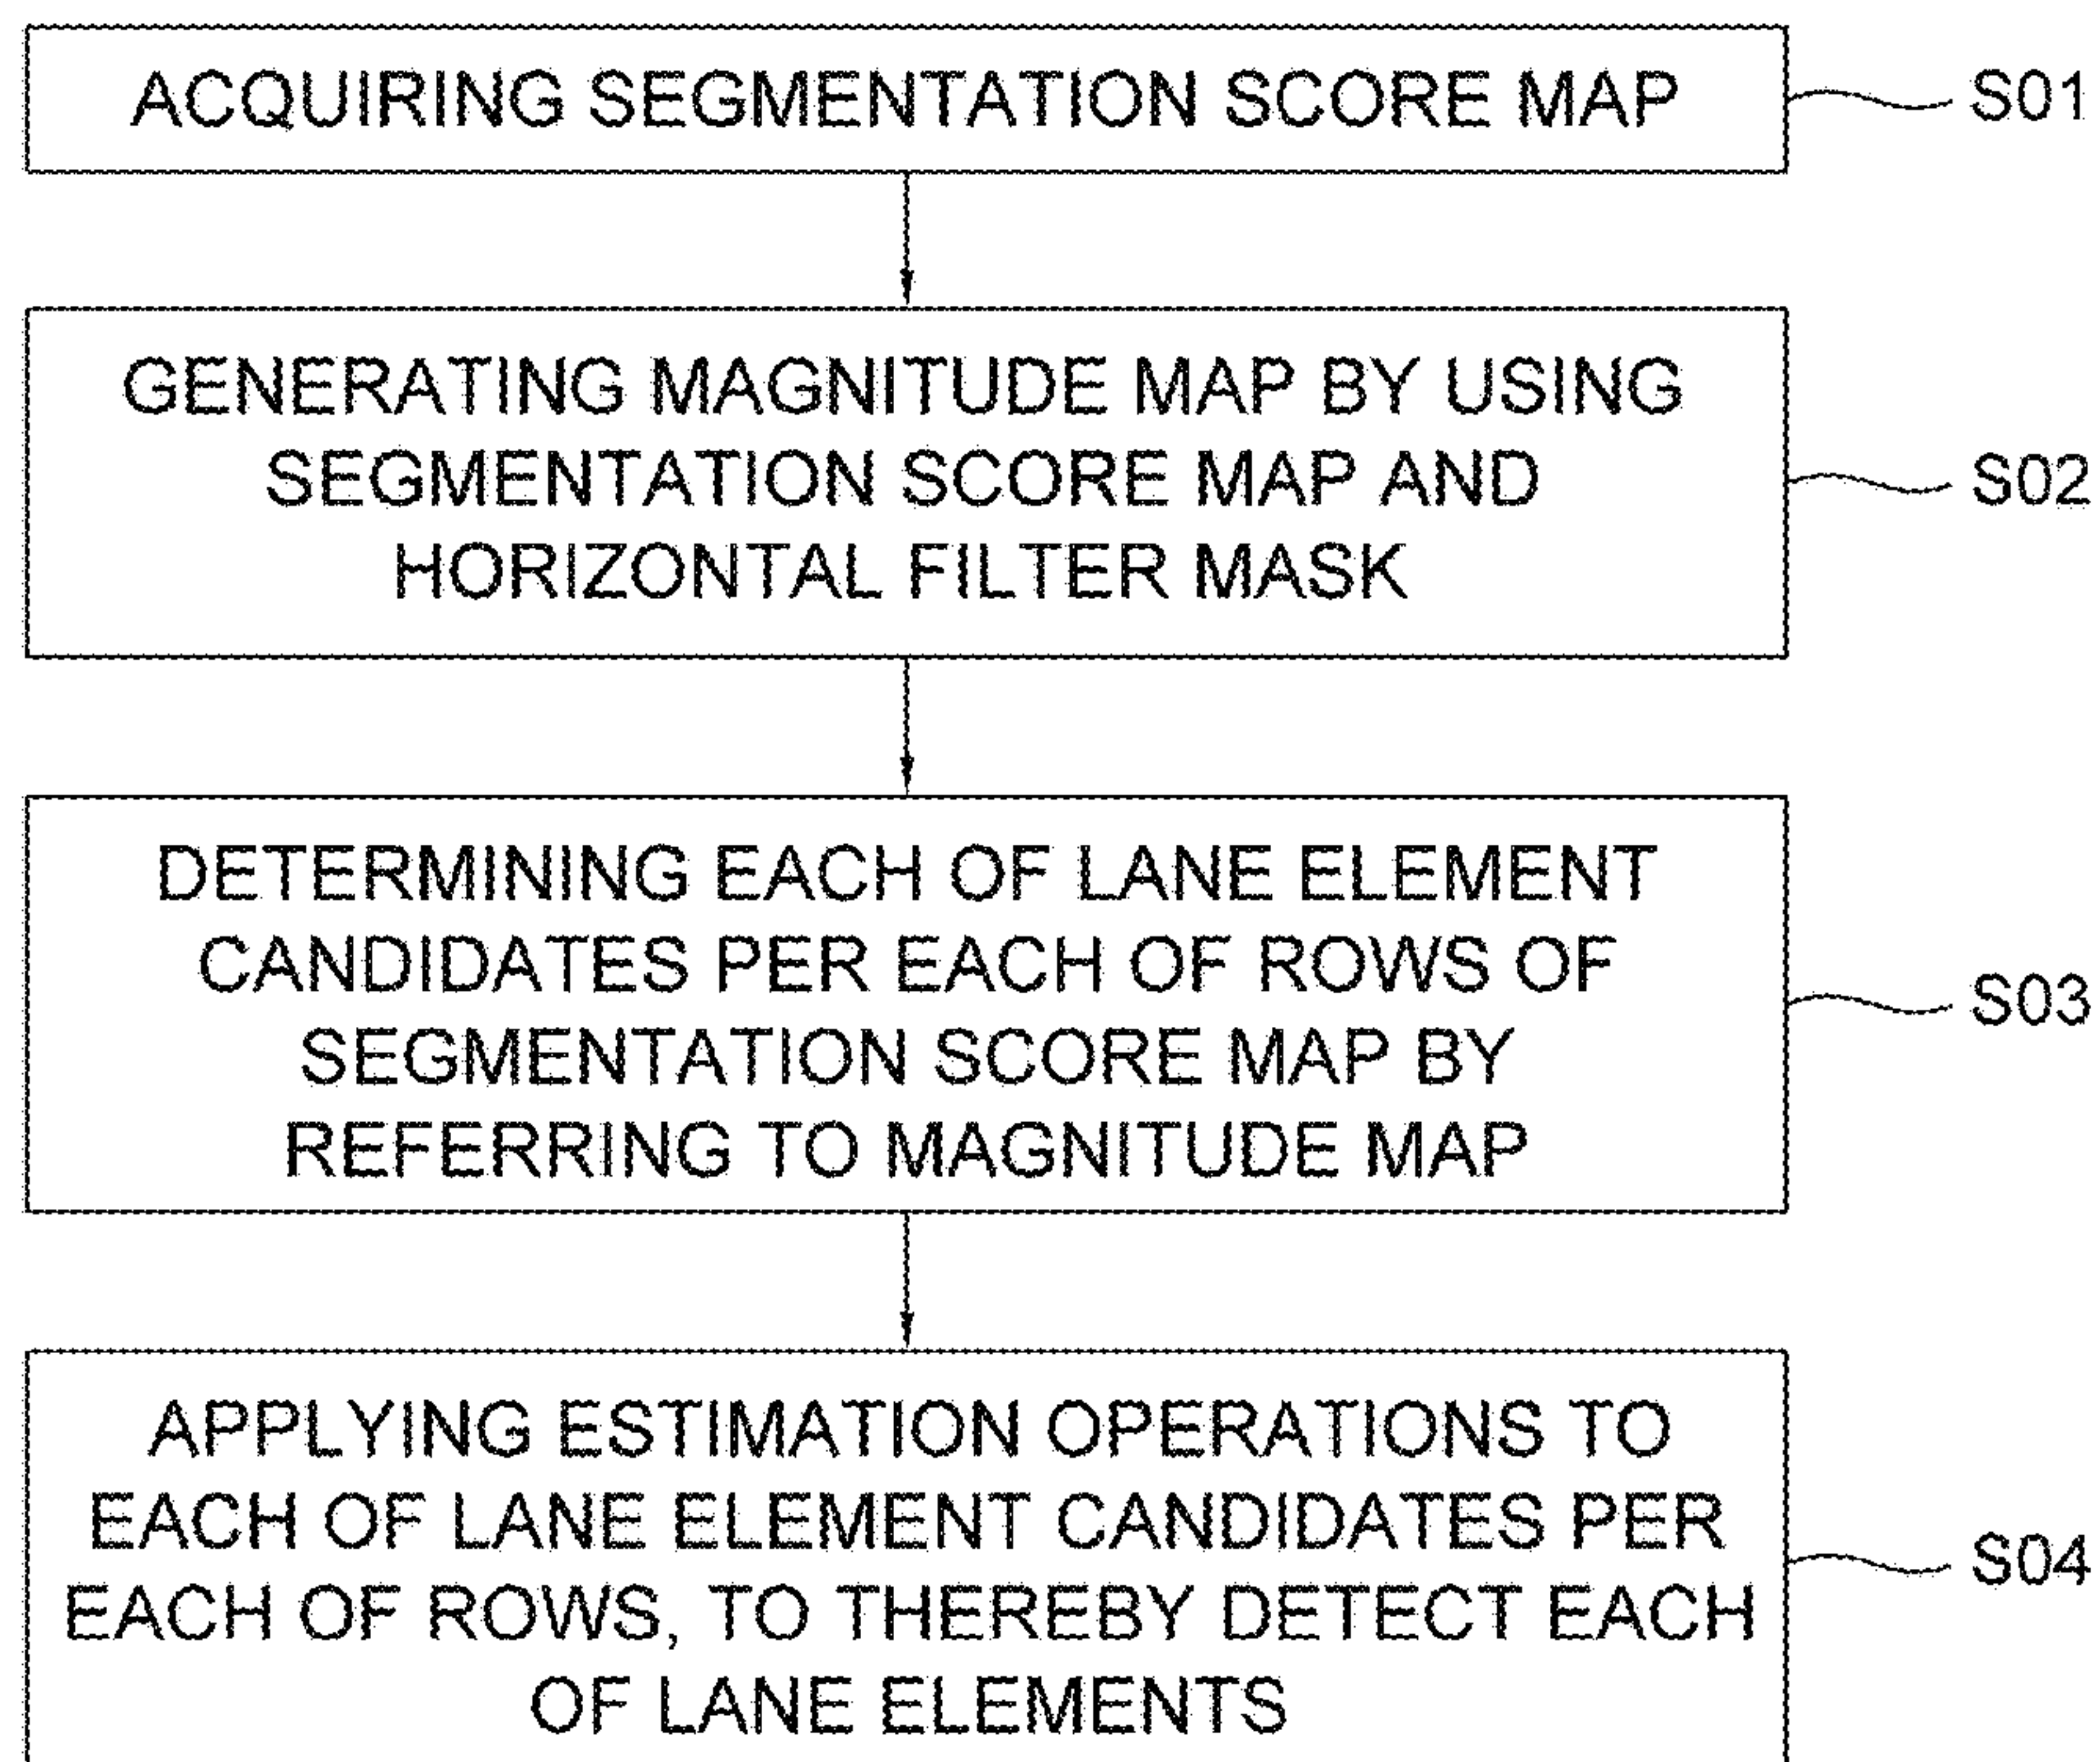 ACQUIRING SEGMENTATION SCORE MAP
S01
GENERATING MAGNITUDE MAP BY USING
SEGMENTATION SCORE MAP AND
HORIZONTAL FILTER MASK
S02
DETERMINING EACH OF LANE ELEMENT
CANDIDATES PER EACH OF ROWS OF
SEGMENTATION SCORE MAP BY
REFERRING TO MAGNITUDE MAP
S03
APPLYING ESTIMATION OPERATIONS TO
EACH OF LANE ELEMENT CANDIDATES PER
EACH OF ROWS, TO THEREBY DETECT EACH
OF LANE ELEMENTS
S04